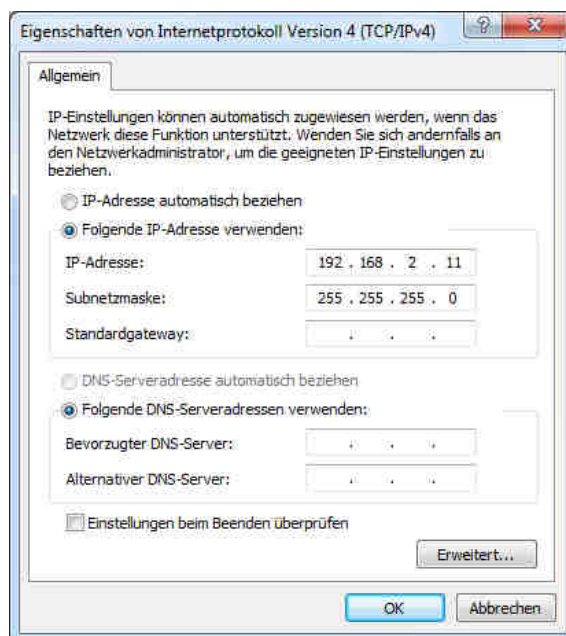 Eigenschaften von Internetprotokoll Version 4 (TCP/IPv4)
Allgemein
IP-Einstellungen können automatisch zugewiesen werden, wenn das
Netzwerk diese Funktion unterstützt. Wenden Sie sich andernfalls an
den Netzwerkadministrator, um die geeigneten IP-Einstellungen zu
beziehen.
IP-Adresse automatisch beziehen
Folgende IP-Adresse verwenden:
IP-Adresse: 192 . 168 . 2 . 11
Subnetzmaske: 255 . 255 . 255 . 0
Standardgateway: . . .
DNS-Serveradresse automatisch beziehen
Folgende DNS-Serveradressen verwenden:
Bevorzugter DNS-Server: . . .
Alternativer DNS-Server: . . .
Einstellungen beim Beenden überprüfen
Erweitert...
OK Abbrechen